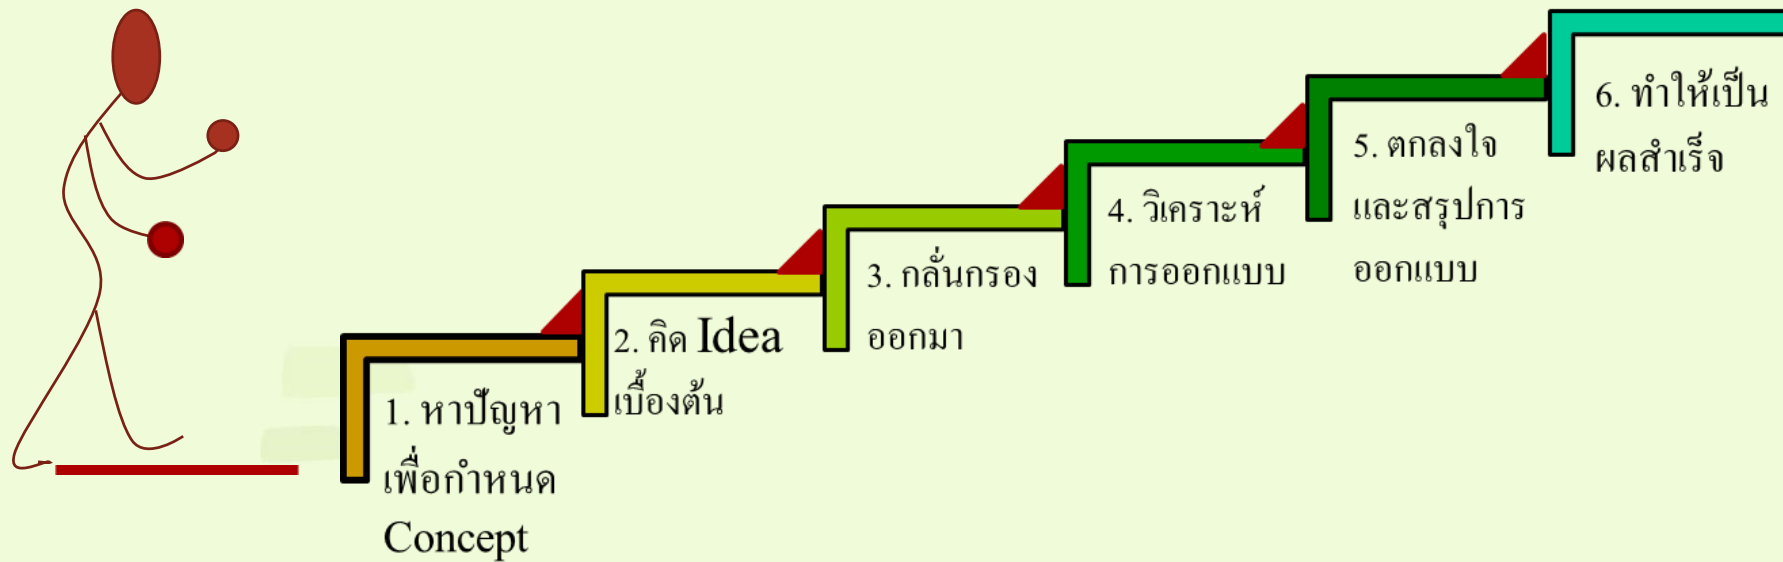 1. หาปัญหา
เพื่อกำหนด
Concept
2. คิด Idea
เบื้องต้น
3. กลั่นกรอง
ออกมา
4. วิเคราะห์
การออกแบบ
5. ตกลงใจ
และสรุปการ
ออกแบบ
6. ทำให้เป็น
ผลสำเร็จ